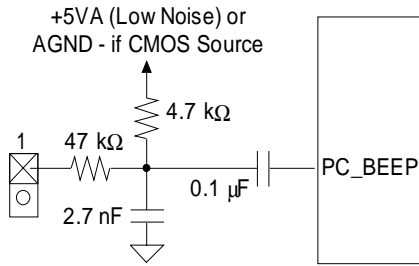 +5VA (Low Noise) or
AGND - if CMOS Source
4.7 kΩ
1
47 kΩ
0.1 μF
PC_BEEP
2.7 nF